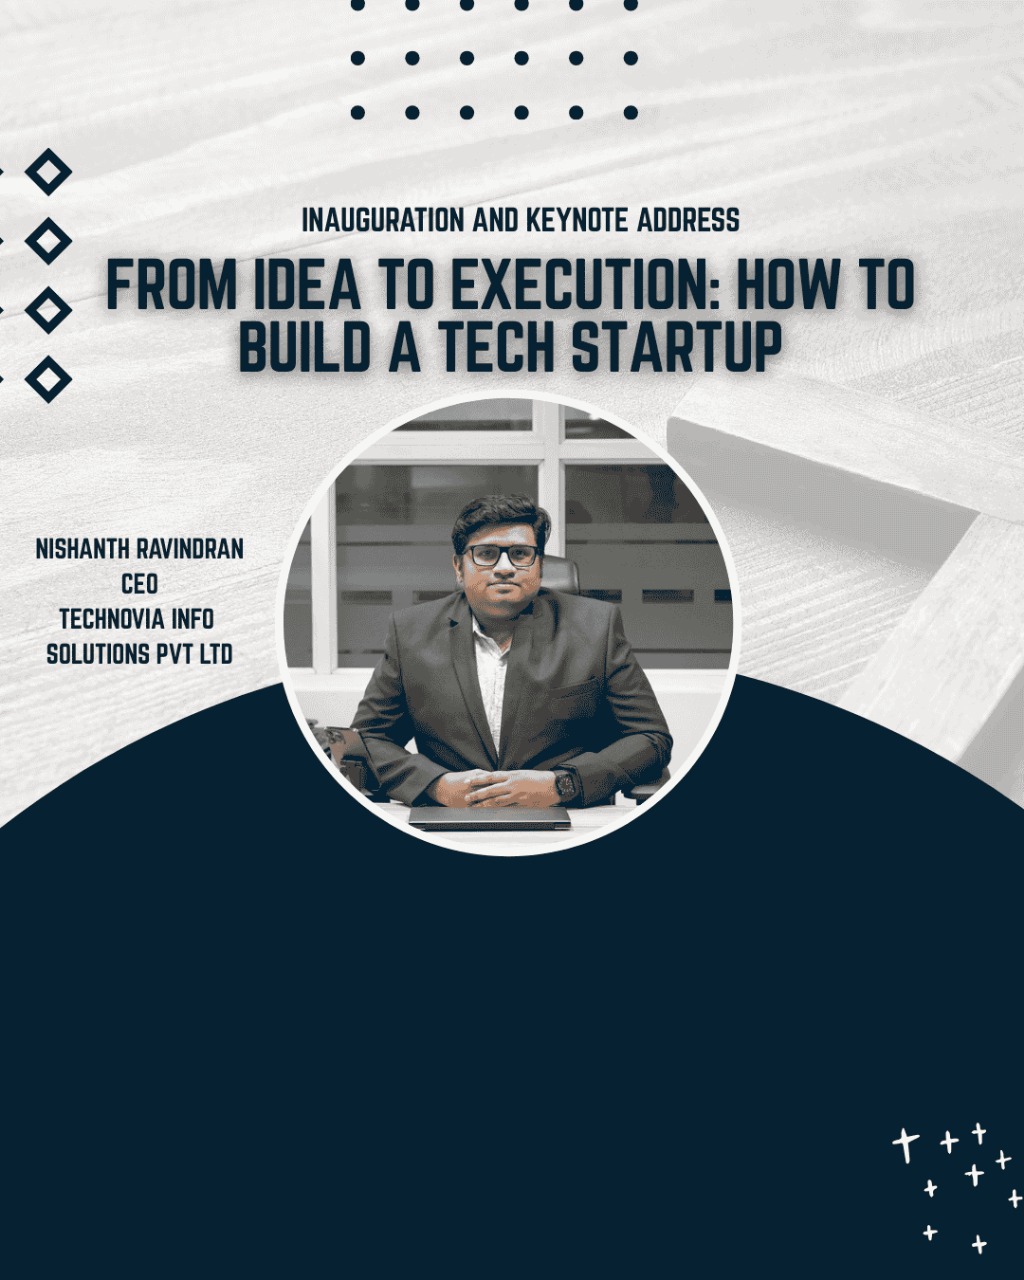 INAUGURATION AND KEYNOTE ADDRESS
FROM IDEA TO EXECUTION: HOW TO
BUILD A TECH STARTUP
NISHANTH RAVINDRAN
CEO
TECHNOVIA INFO
SOLUTIONS PVT LTD